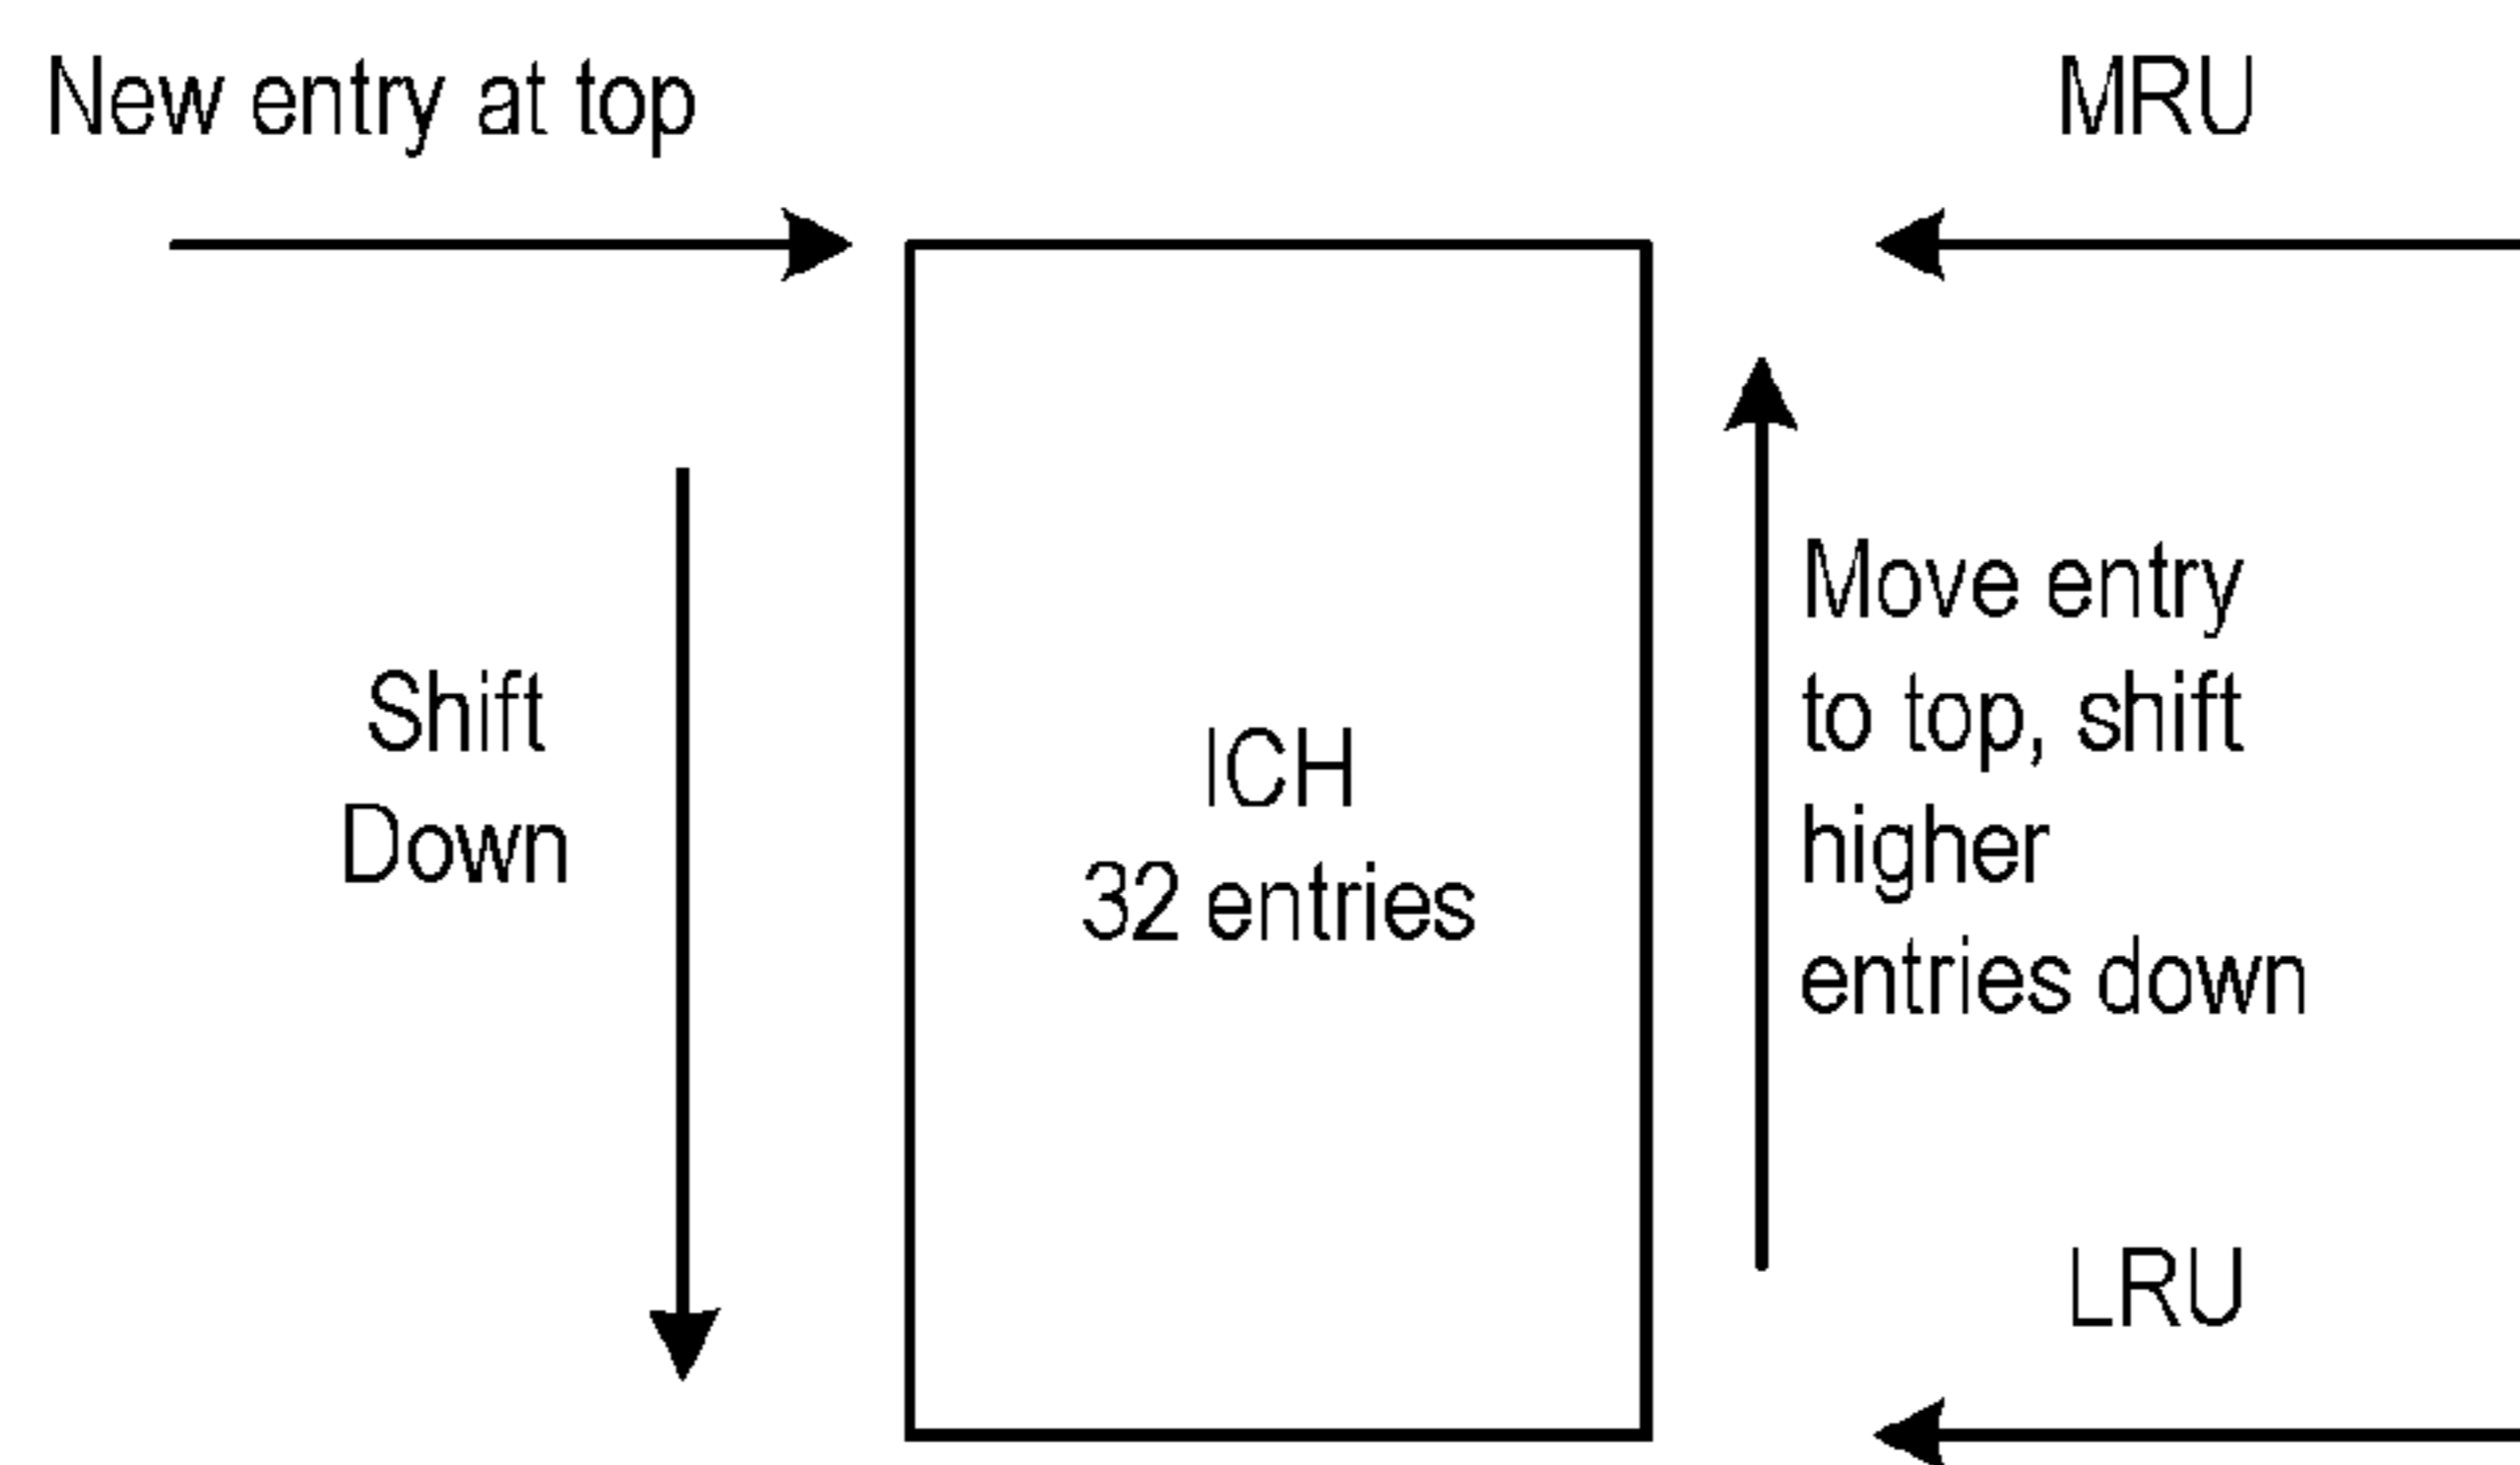 New entry at top
MRU
Shift
Down
ICH
32 entries
Move entry
to top, shift
higher
entries down
LRU